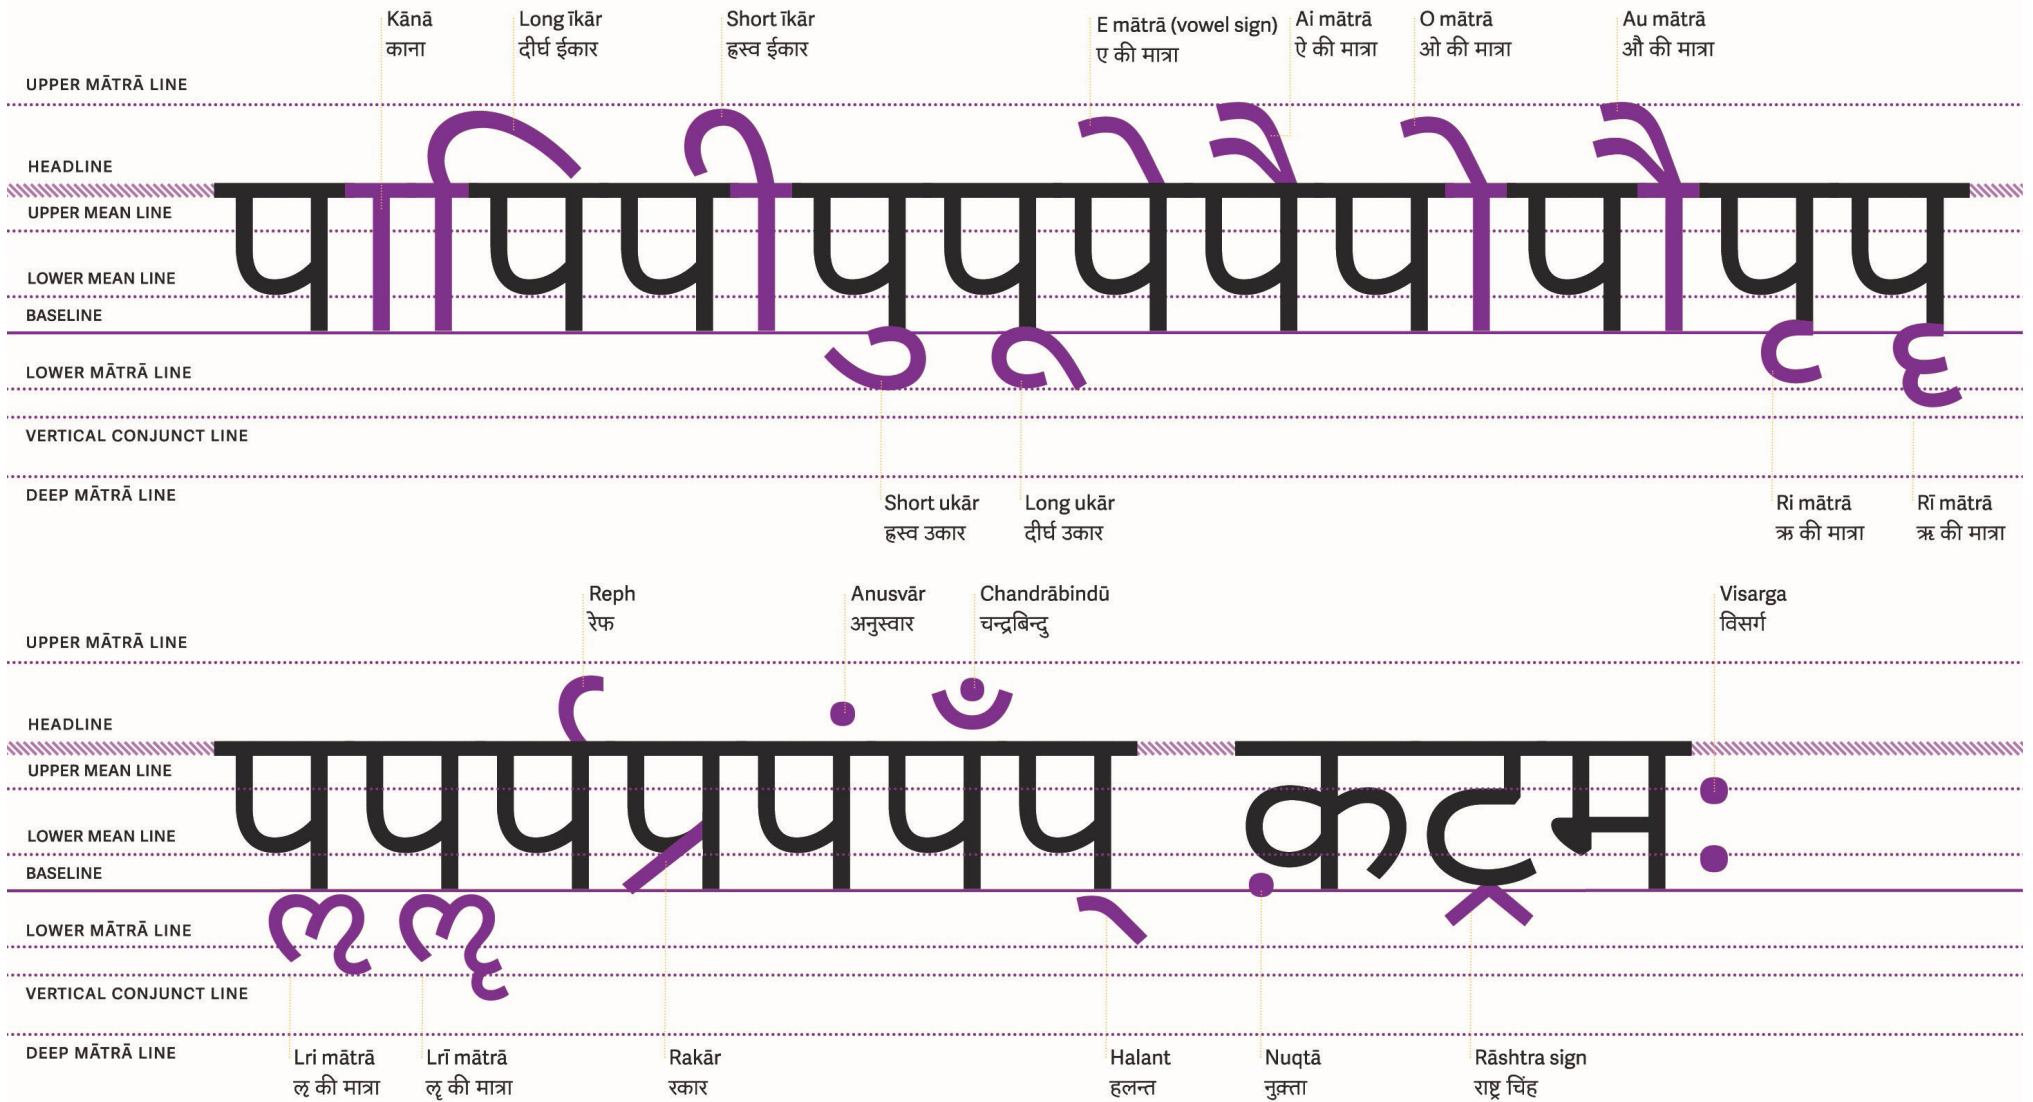 Kānā
काना
Long īkār
दीर्घ ईकार
Short īkār
ह्रस्व ईकार
E mātrā (vowel sign)
ए की मात्रा
Ai mātrā
ऐ की मात्रा
O mātrā
ओ की मात्रा
Au mātrā
औ की मात्रा
UPPER MĀTRĀ LINE
HEADLINE
UPPER MEAN LINE
LOWER MEAN LINE
BASELINE
पापिपीपुपूपेपैपोपौपृपॄ
LOWER MĀTRĀ LINE
VERTICAL CONJUNCT LINE
DEEP MĀTRĀ LINE
Short ukār
ह्रस्व उकार
Long ukār
दीर्घ उकार
Ri mātrā
ऋ की मात्रा
Rī mātrā
ऋ की मात्रा
Reph
रेफ
Anusvār
अनुस्वार
Chandrābindū
चन्द्रबिन्दु
Visarga
विसर्ग
UPPER MĀTRĀ LINE
HEADLINE
UPPER MEAN LINE
LOWER MEAN LINE
BASELINE
पॢपॣर्पप्रपंपँप् क़ट्रमः
LOWER MĀTRĀ LINE
VERTICAL CONJUNCT LINE
DEEP MĀTRĀ LINE
Lri mātrā
ऌ की मात्रा
Lrī mātrā
ॡ की मात्रा
Rakār
रकार
Halant
हलन्त
Nuqtā
नुक़्ता
Rāshtra sign
राष्ट्र चिंह